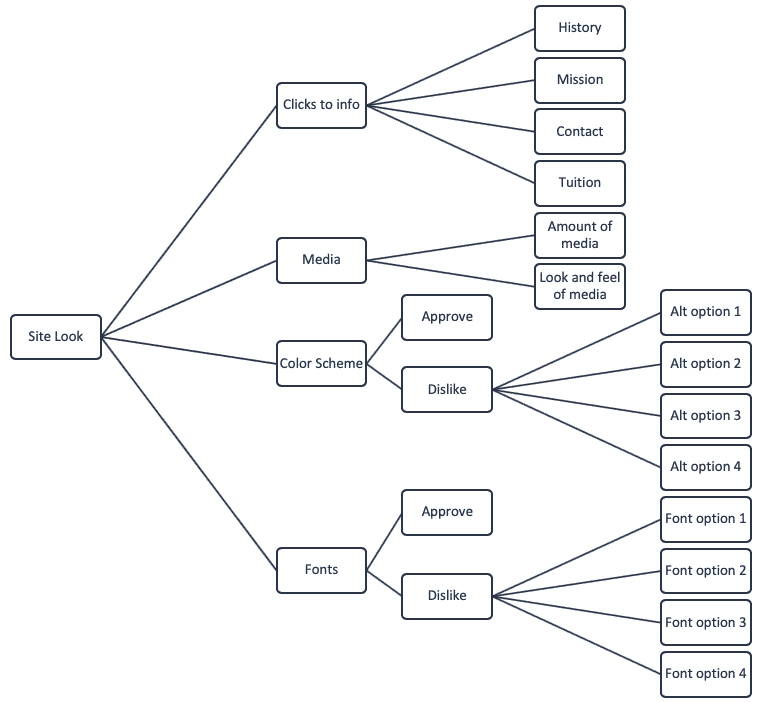 History
Clicks to info
Mission
Contact
Tuition
Media
Amount of
media
Look and feel
of media
Site Look
Color Scheme
Approve
Dislike
Alt option 1
Alt option 2
Alt option 3
Alt option 4
Fonts
Approve
Dislike
Font option 1
Font option 2
Font option 3
Font option 4